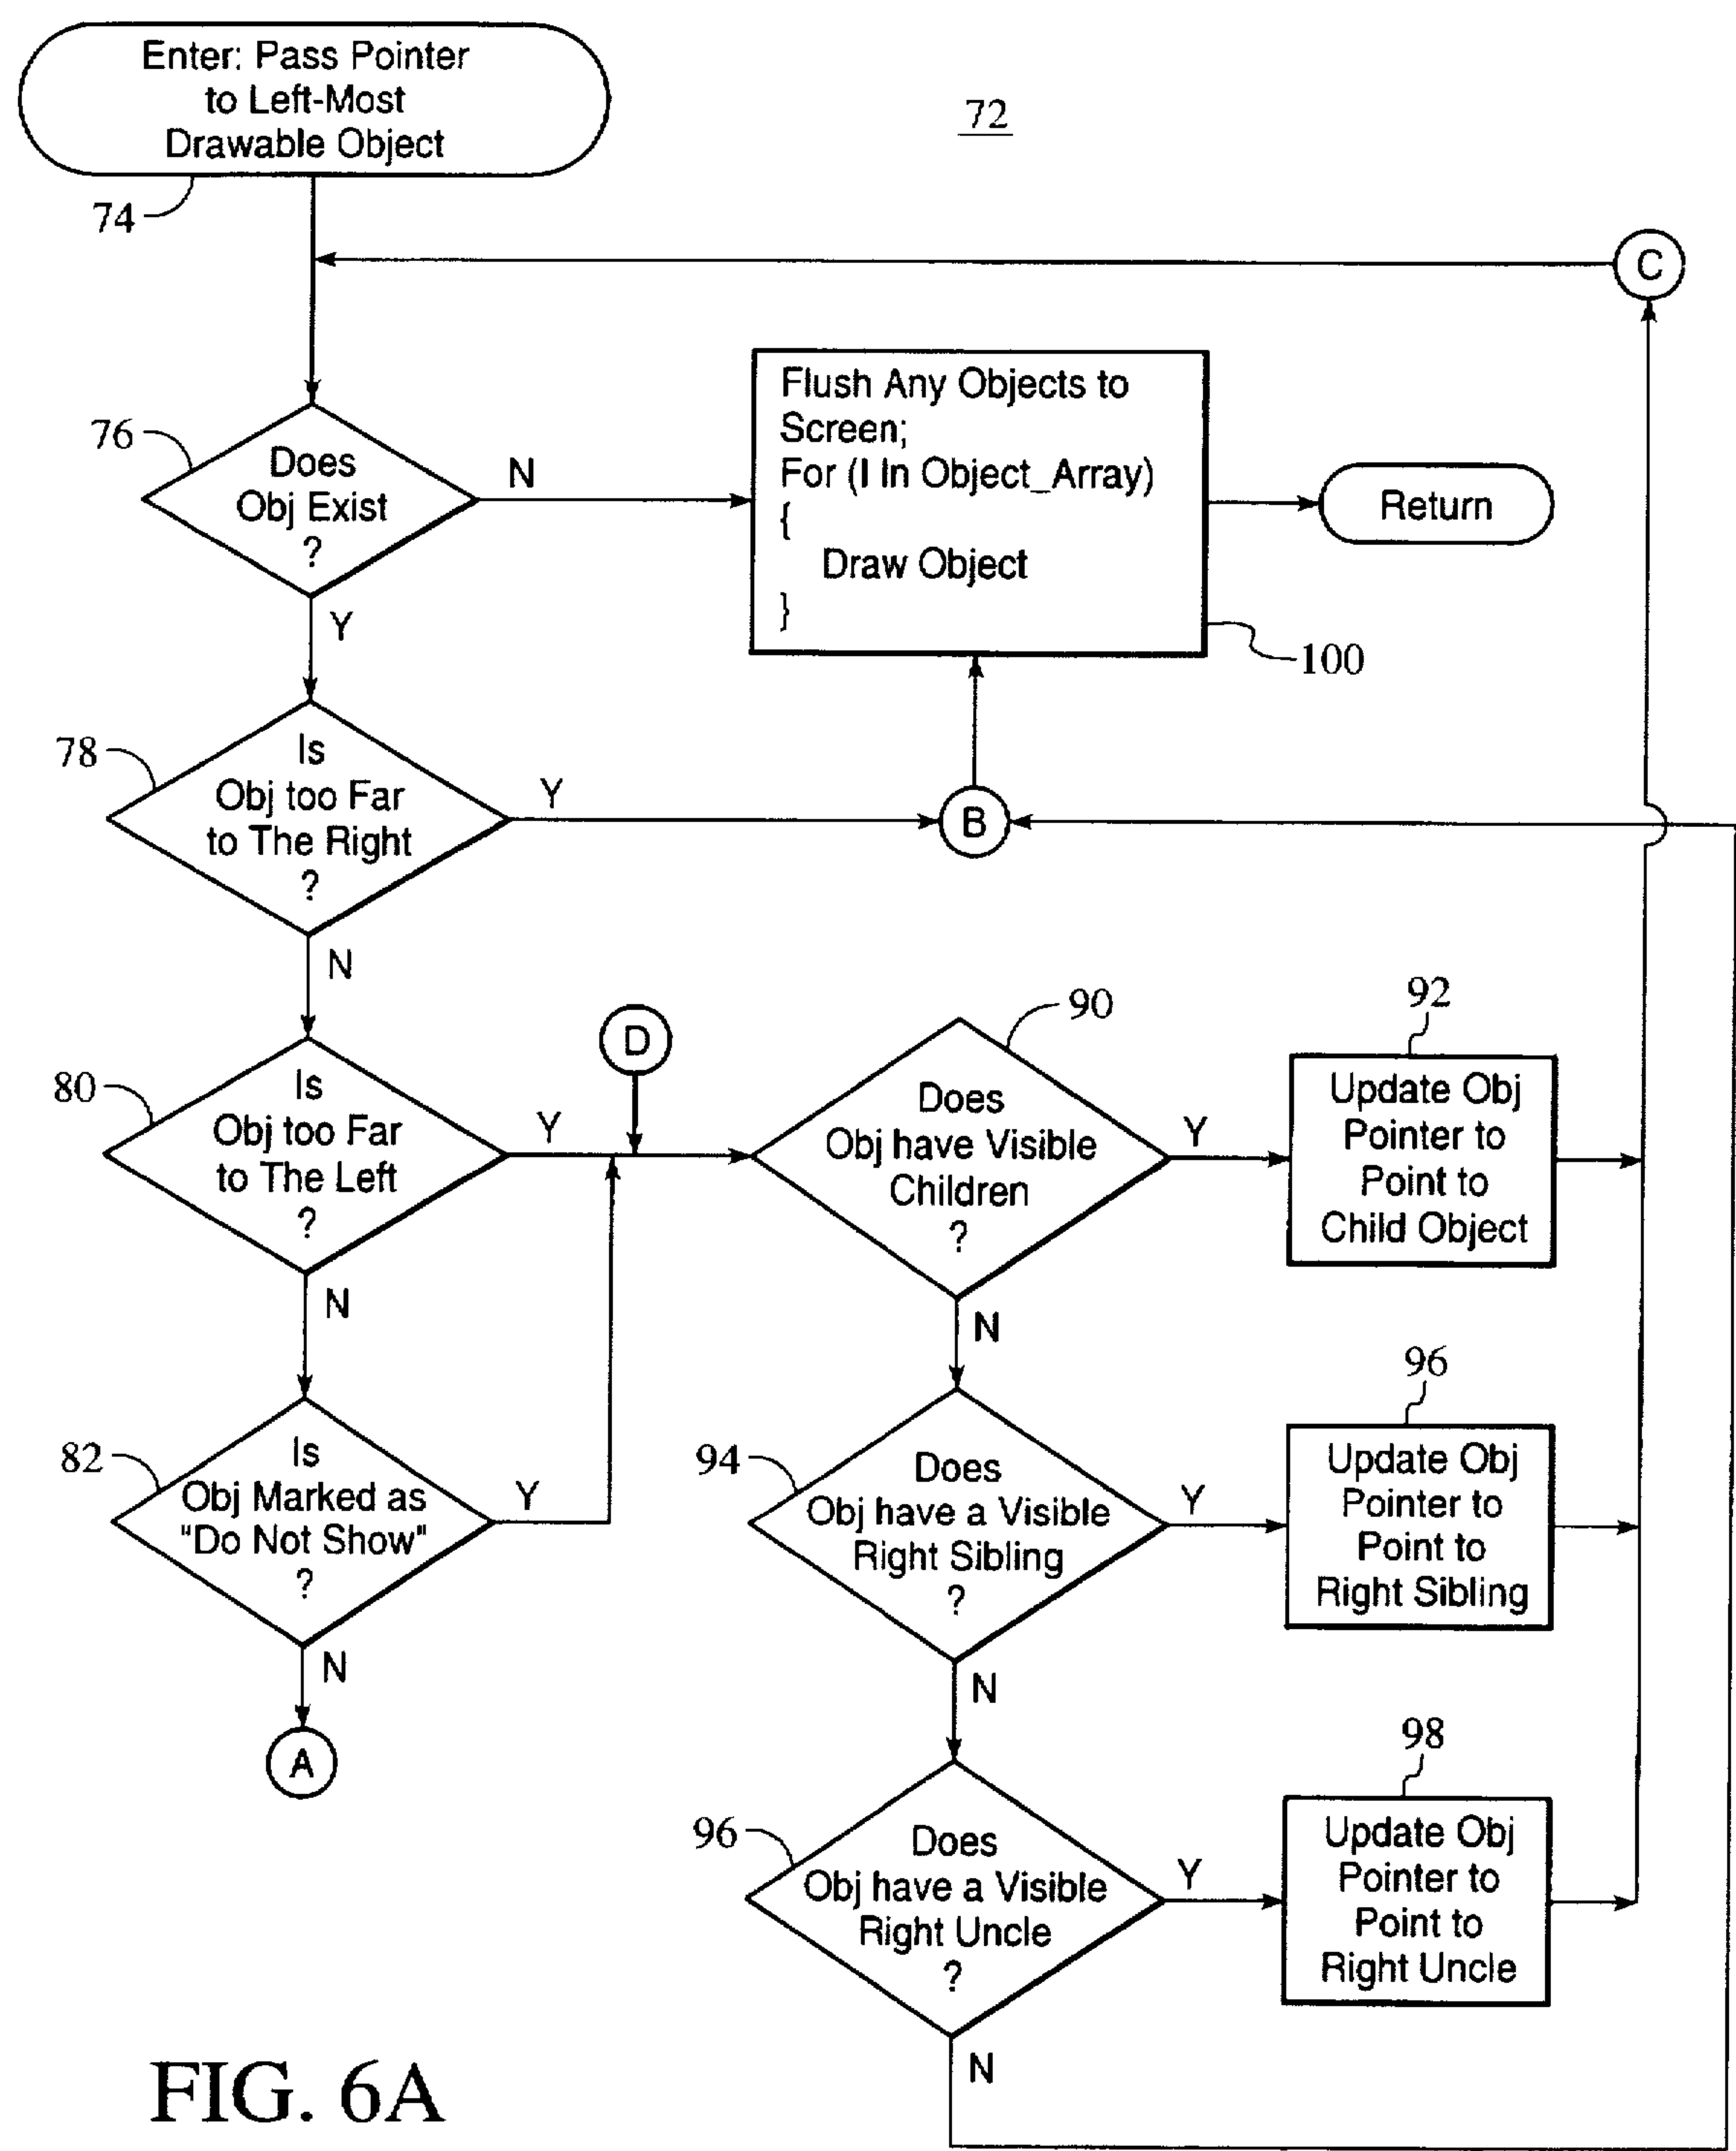 Enter: Pass Pointer
to Left-Most
Drawable Object
72
74
C
76
Does
Obj Exist
?
N
Y
Flush Any Objects to
Screen;
For (I In Object_Array)
{
Draw Object
}
100
Return
78
Is
Obj too Far
to The Right
?
Y
N
B
80
Is
Obj too Far
to The Left
?
Y
N
D
90
Does
Obj have Visible
Children
?
Y
N
92
Update Obj
Pointer to
Point to
Child Object
82
Is
Obj Marked as
"Do Not Show"
?
Y
N
A
94
Does
Obj have a Visible
Right Sibling
?
Y
N
96
Update Obj
Pointer to
Point to
Right Sibling
96
Does
Obj have a Visible
Right Uncle
?
Y
N
98
Update Obj
Pointer to
Point to
Right Uncle
FIG. 6A